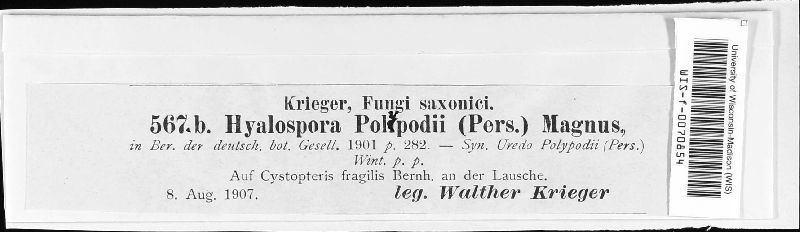 Krieger, Fungi saxonici.
567.b. Hyalospora Polypodii (Pers.) Magnus,
in Ber. der deutsch. bot. Gesell. 1901 p. 282. — Syn. Uredo Polypodii (Pers.)
Wint. p. p.
Auf Cystopteris fragilis Bernh. an der Lausche.
8. Aug. 1907. leg. Walther Krieger
University of Wisconsin-Madison (WIS)
WIS-f-0070854